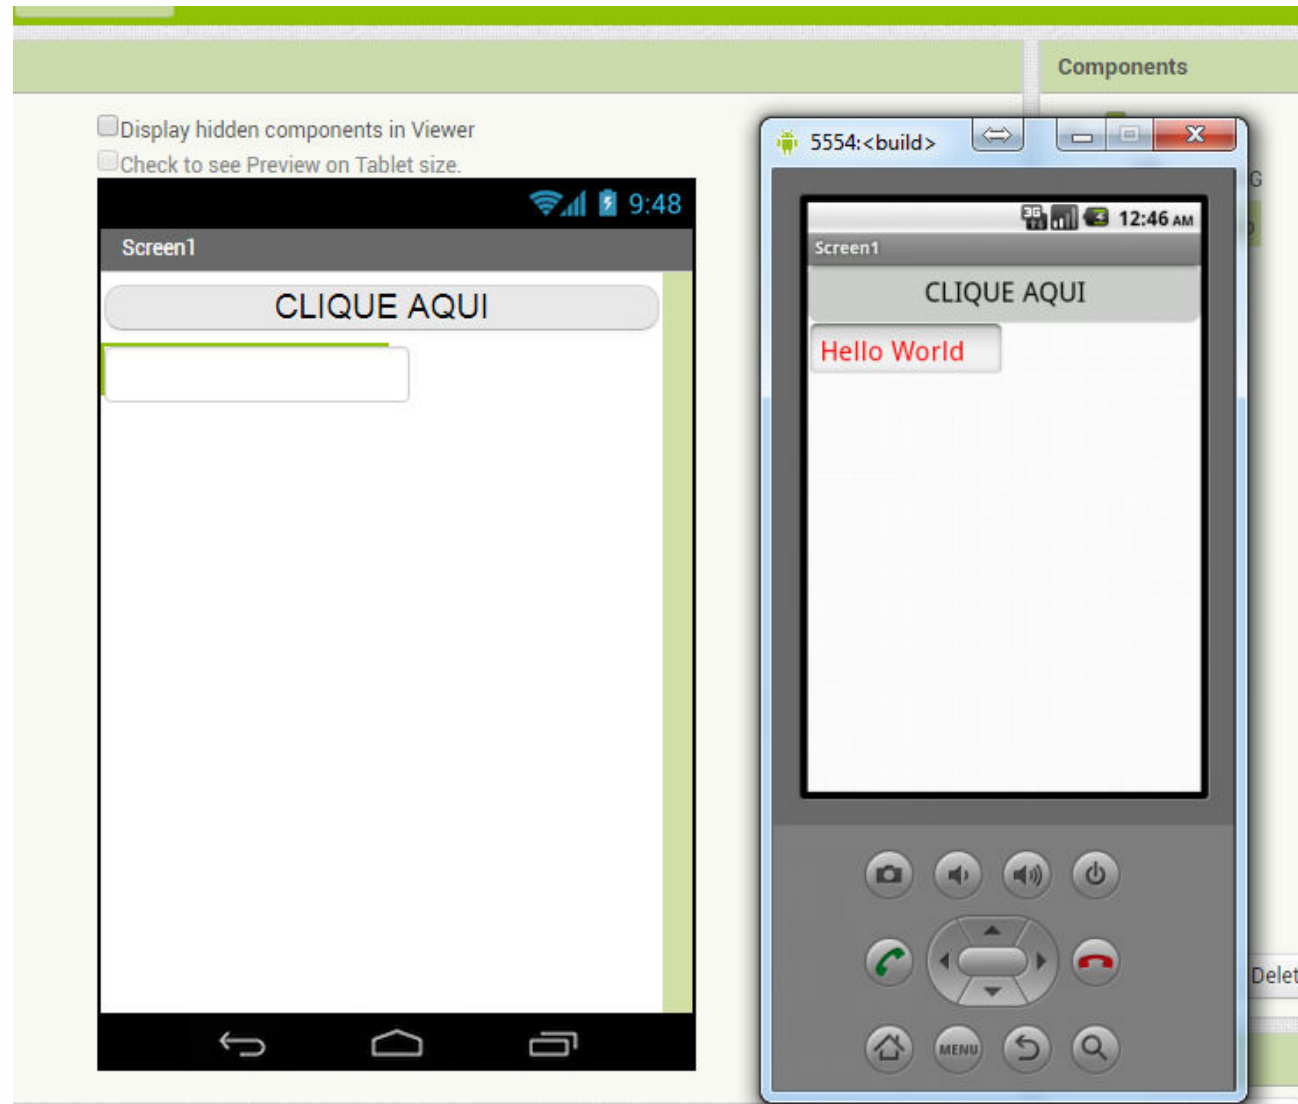 Components
Display hidden components in Viewer
Check to see Preview on Tablet size.
9:48
Screen1
CLIQUE AQUI
5554:<build>
G
3G
12:46 AM
Screen1
CLIQUE AQUI
Hello World
MENU
Delet